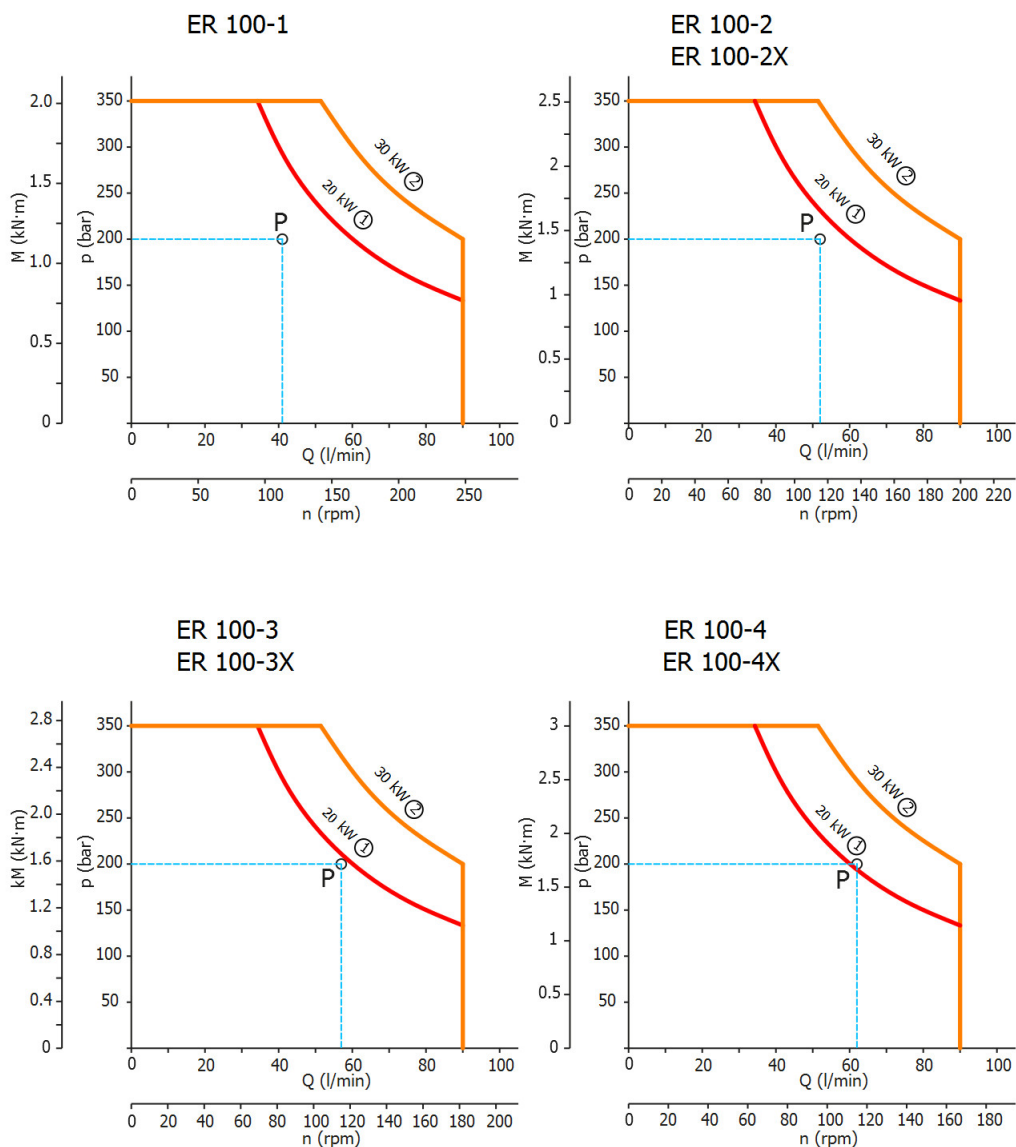 ER 100-1
2.0
1.5
1.0
0.5
0
M (kN·m)
350
300
250
200
150
100
50
p (bar)
30 kW 2
20 kW 1
P
0 20 40 60 80 100
Q (l/min)
0 50 100 150 200 250
n (rpm)
ER 100-2
ER 100-2X
2.5
2
1.5
1
0.5
0
M (kN·m)
350
300
250
200
150
100
50
p (bar)
30 kW 2
20 kW 1
P
0 20 40 60 80 100
Q (l/min)
0 20 40 60 80 100 120 140 160 180 200 220
n (rpm)
ER 100-3
ER 100-3X
2.8
2.4
2.0
1.6
1.2
0.8
0.4
0
kM (kN·m)
350
300
250
200
150
100
50
p (bar)
30 kW 2
20 kW 1
P
0 20 40 60 80 100
Q (l/min)
0 20 40 60 80 100 120 140 160 180 200
n (rpm)
ER 100-4
ER 100-4X
3
2.5
2
1.5
1
0.5
0
M (kN·m)
350
300
250
200
150
100
50
p (bar)
30 kW 2
20 kW 1
P
0 20 40 60 80 100
Q (l/min)
0 20 40 60 80 100 120 140 160 180
n (rpm)